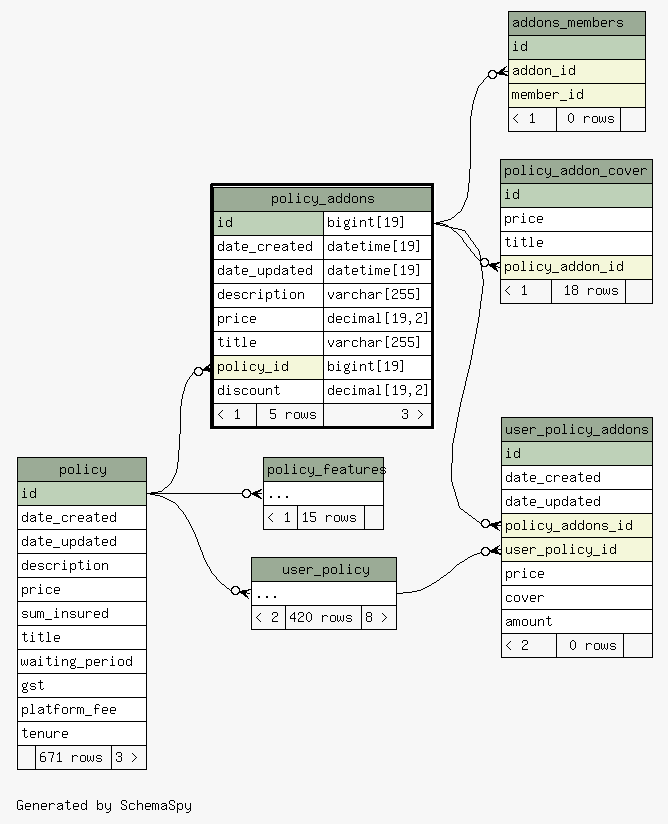 addons_members
id
addon_id
member_id
< 1 0 rows
policy_addon_cover
id
price
title
policy_addon_id
< 1 18 rows
policy_addons
id bigint[19]
date_created datetime[19]
date_updated datetime[19]
description varchar[255]
price decimal[19,2]
title varchar[255]
policy_id bigint[19]
discount decimal[19,2]
< 1 5 rows 3 >
user_policy_addons
id
date_created
date_updated
policy_addons_id
user_policy_id
price
cover
amount
< 2 0 rows
policy_features
...
< 1 15 rows
user_policy
...
< 2 420 rows 8 >
policy
id
date_created
date_updated
description
price
sum_insured
title
waiting_period
gst
platform_fee
tenure
671 rows 3 >
Generated by SchemaSpy